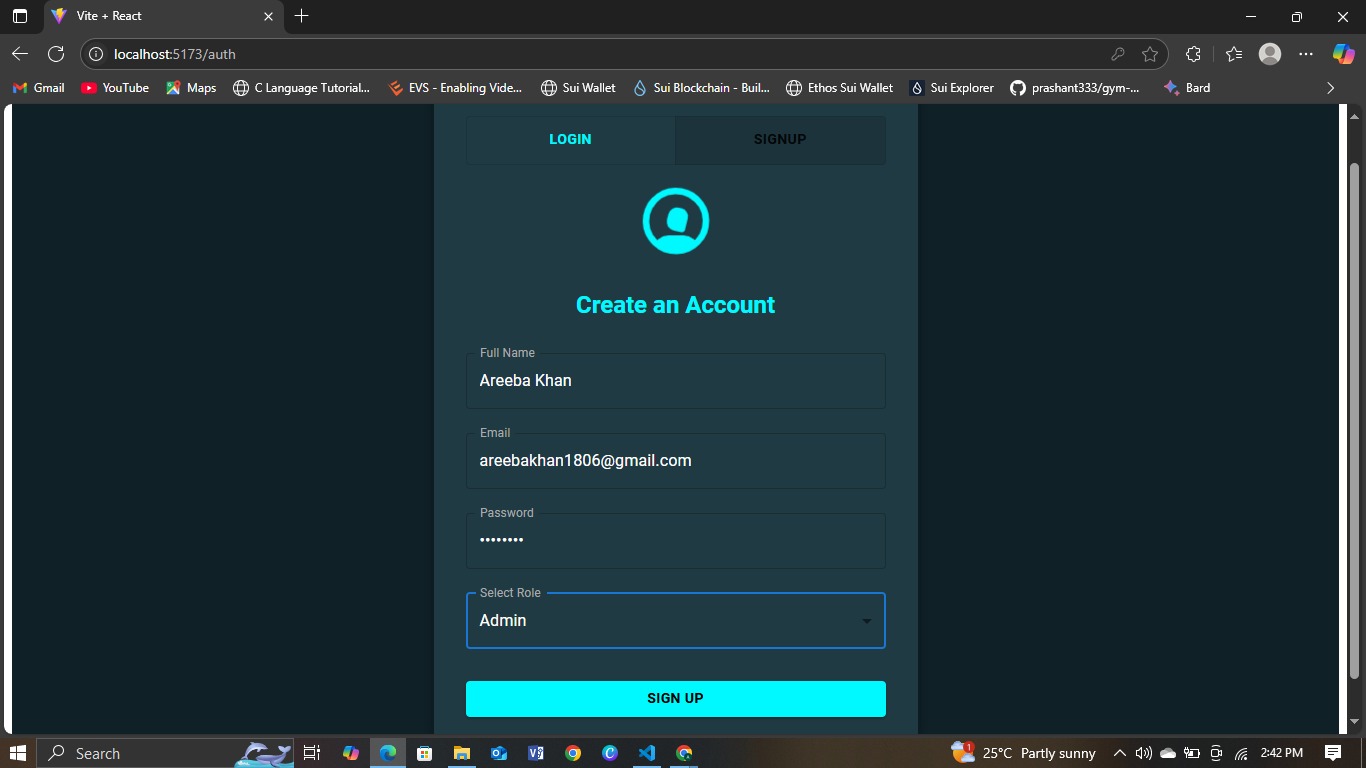 Vite + React
localhost:5173/auth
Gmail
YouTube
Maps
C Language Tutorial...
EVS - Enabling Vide...
Sui Wallet
Sui Blockchain - Buil...
Ethos Sui Wallet
Sui Explorer
prashant333/gym-...
Bard
LOGIN
SIGNUP
Create an Account
Full Name
Areeba Khan
Email
areebakhan1806@gmail.com
Password
••••••••
Select Role
Admin
SIGN UP
Search
1
25°C Partly sunny
2:42 PM